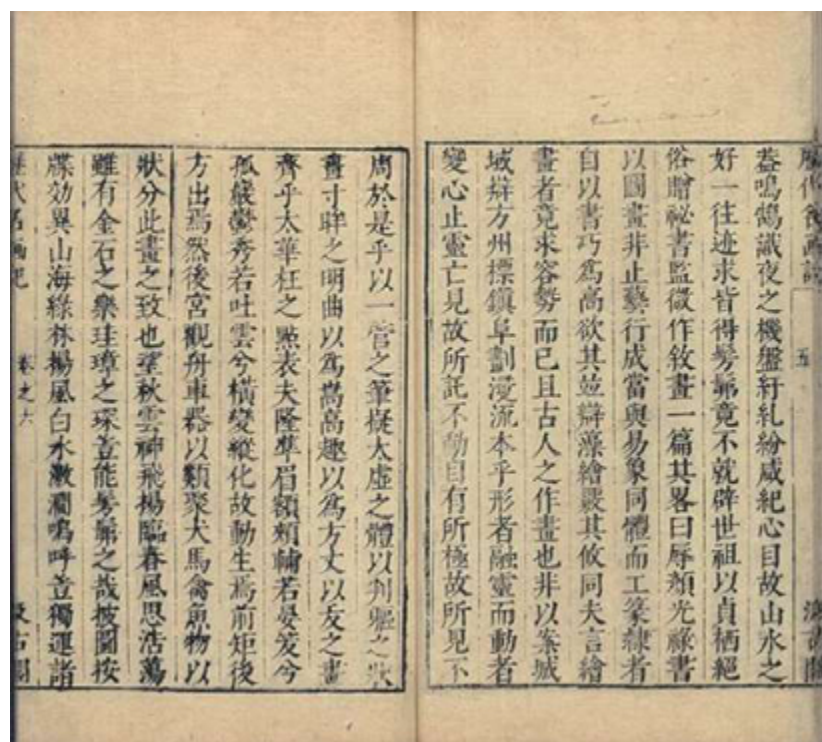 五
蓋鳴鵠識夜之機盤紆糺紛咸紀心目故山水之
好一往迹求皆得髣髴竟不就辟世祖以貞栖絕
俗贈祕書監微作敘畫一篇其畧曰辱顏光祿書
以圖畫非止藝行成當與易象同體而工篆隸者
自以書巧為高欲其並辯藻繪覈其攸同夫言繪
畫者竟求容勢而已且古人之作畫也非以案城
域辯方州標鎮阜劃漫流本乎形者融靈而動者
變心止靈亡見故所託不動目有所極故所見不
周於是乎以一管之筆擬太虛之體以判軀之狀
畫寸眸之明曲以為嵩高趣以為方丈以友之畫
齊乎太華枉之點表夫隆準眉額頰輔若晏笑兮
孤巖鬱秀若吐雲兮橫變縱化故動生焉前矩後
方出焉然後宮觀舟車器以類聚犬馬禽魚物以
狀分此畫之致也望秋雲神飛揚臨春風思浩蕩
雖有金石之樂珪璋之琛豈能髣髴之哉披圖按
牒効異山海綠林揚風白水激澗嗚呼豈獨運諸
歷代名画記 卷之六 汲古閣